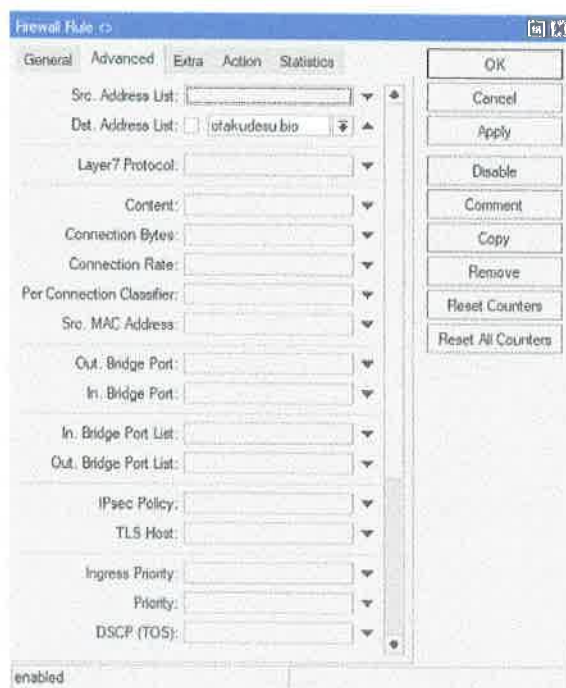 Firewall Rule <>
General Advanced Extra Action Statistics
Src. Address List:
Dst. Address List: otakudesu.bio
Layer7 Protocol:
Content:
Connection Bytes:
Connection Rate:
Per Connection Classifier:
Src. MAC Address:
Out. Bridge Port:
In. Bridge Port:
In. Bridge Port List:
Out. Bridge Port List:
IPsec Policy:
TLS Host:
Ingress Priority:
Priority:
DSCP (TOS):
enabled
OK
Cancel
Apply
Disable
Comment
Copy
Remove
Reset Counters
Reset All Counters